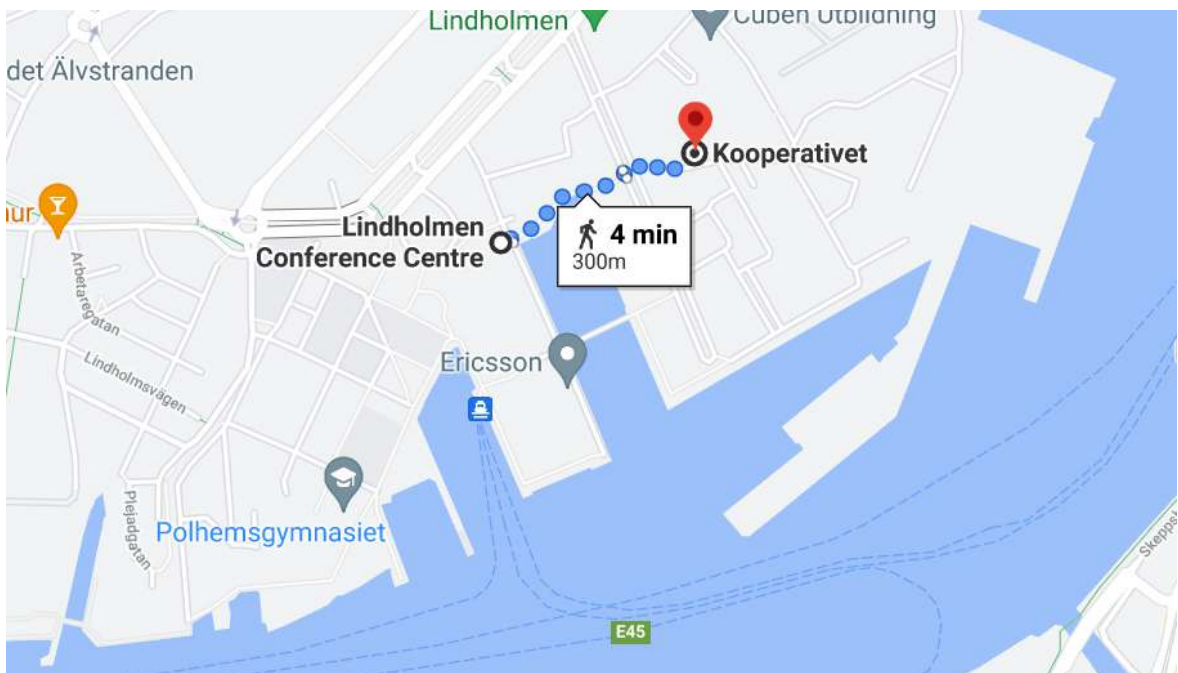 Lindholmen
Cuben Utbildning
det Älvstranden
Kooperativet
Lindholmen
Conference Centre
4 min
300m
Arbetaregatan
Lindholmsvägen
Ericsson
Plejadgatan
Polhemsgymnasiet
E45